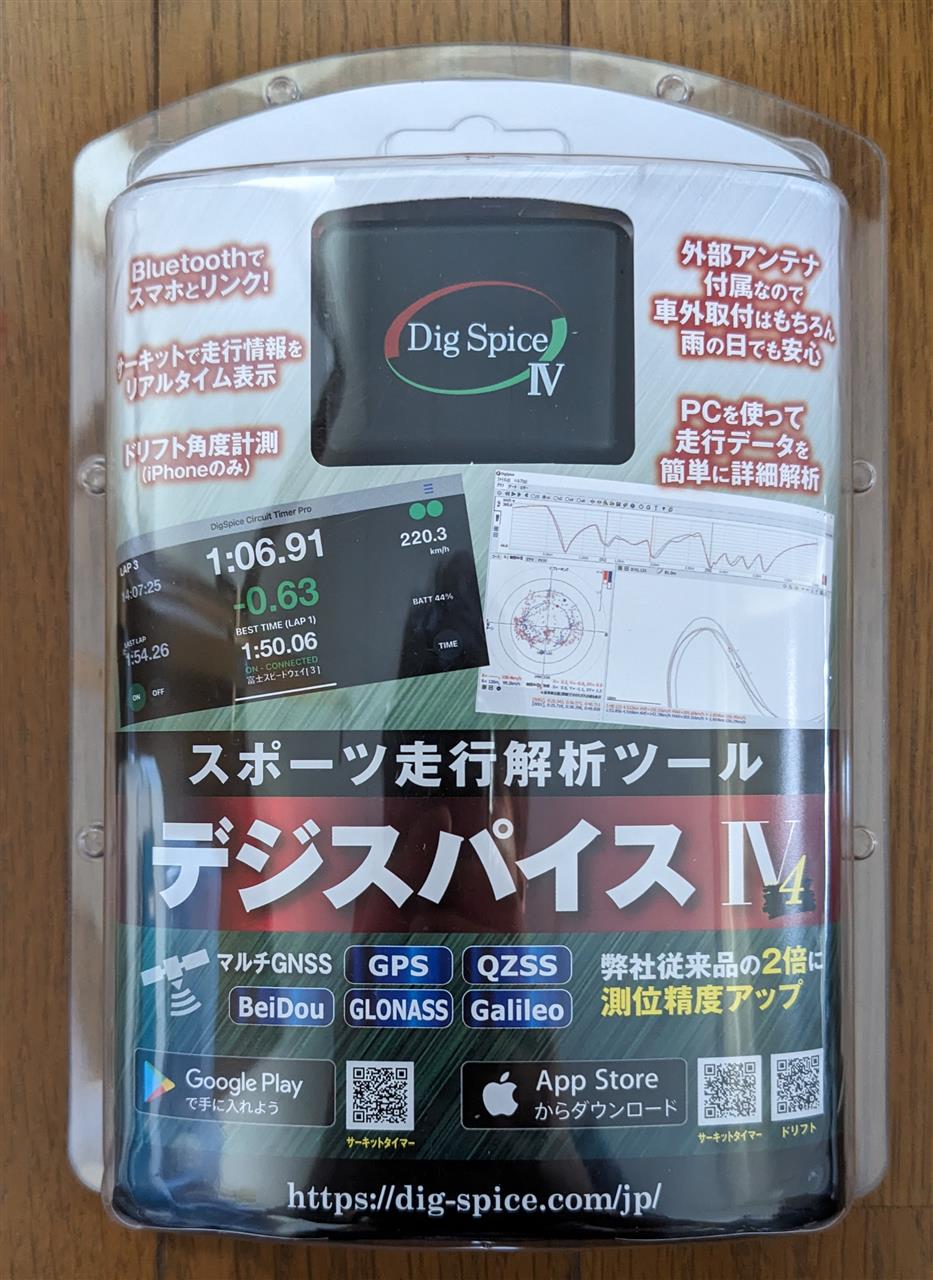 Bluetoothで
スマホとリンク!
サーキットで走行情報を
リアルタイム表示
ドリフト角度計測
(iPhoneのみ)
Dig Spice
IV
外部アンテナ
付属なので
車外取付はもちろん
雨の日でも安心
PCを使って
走行データを
簡単に詳細解析
DigSpice Circuit Timer Pro
LAP 3
14:07:25
1:06.91
220.3
km/h
-0.63
BATT 44%
BEST TIME (LAP 1)
LAST LAP
1:54.26
1:50.06
TIME
ON - CONNECTED
富士スピードウェイ[3]
ON
OFF
DigSpice
スポーツ走行解析ツール
デジスパイス IV
4
マルチGNSS
GPS
QZSS
BeiDou
GLONASS
Galileo
弊社従来品の2倍に
測位精度アップ
Google Play
で手に入れよう
サーキットタイマー
App Store
からダウンロード
サーキットタイマー
ドリフト
https://dig-spice.com/jp/